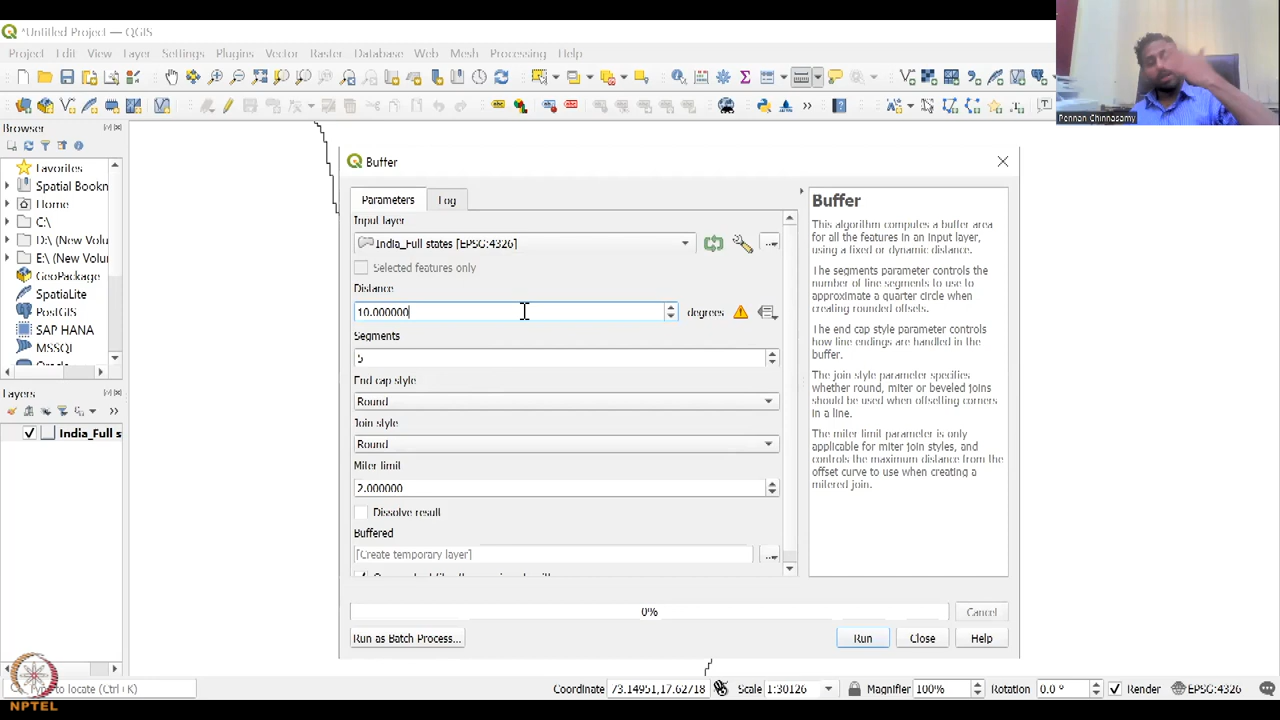 *Untitled Project — QGIS
Project Edit View Layer Settings Plugins Vector Raster Database Web Mesh Processing Help
Pennan Chinnasamy
Browser
Favorites
Spatial Bookn
Home
C:\
D:\ (New Volu
E:\ (New Volu
GeoPackage
SpatiaLite
PostGIS
SAP HANA
MSSQL
Layers
India_Full s
Buffer
Parameters Log
Input layer
India_Full states [EPSG:4326]
Selected features only
Distance
10.000000 degrees
Segments
5
End cap style
Round
Join style
Round
Miter limit
2.000000
Dissolve result
Buffered
[Create temporary layer]
0% Cancel
Run as Batch Process... Run Close Help
Buffer
This algorithm computes a buffer area
for all the features in an input layer,
using a fixed or dynamic distance.
The segments parameter controls the
number of line segments to use to
approximate a quarter circle when
creating rounded offsets.
The end cap style parameter controls
how line endings are handled in the
buffer.
The join style parameter specifies
whether round, miter or beveled joins
should be used when offsetting corners
in a line.
The miter limit parameter is only
applicable for miter join styles, and
controls the maximum distance from the
offset curve to use when creating a
mitered join.
Type to locate (Ctrl+K) Coordinate 73.14951,17.62718 Scale 1:30126 Magnifier 100% Rotation 0.0 ° Render EPSG:4326
NPTEL